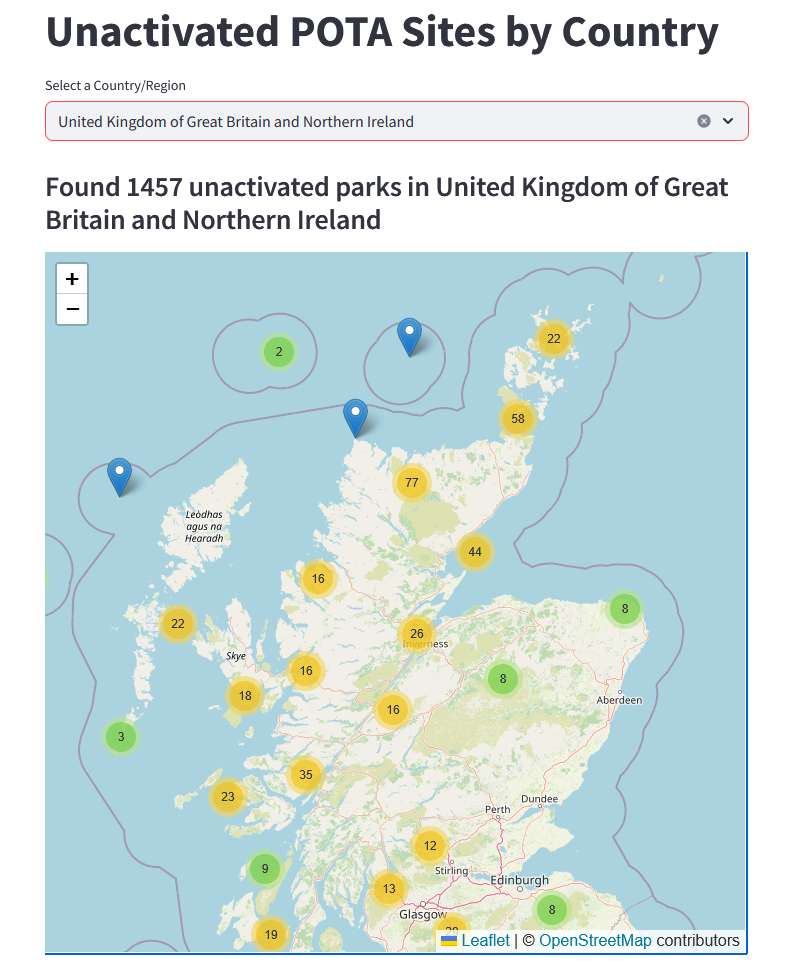 Unactivated POTA Sites by Country
Select a Country/Region
United Kingdom of Great Britain and Northern Ireland
Found 1457 unactivated parks in United Kingdom of Great
Britain and Northern Ireland
+
−
22
2
58
77
Leòdhas
agus na
Hearadh
44
16
8
22
26
Inverness
Skye
16
8
18
16
Aberdeen
3
35
23
Dundee
Perth
12
9
Stirling
13
Edinburgh
8
Glasgow
19
Leaflet | © OpenStreetMap contributors